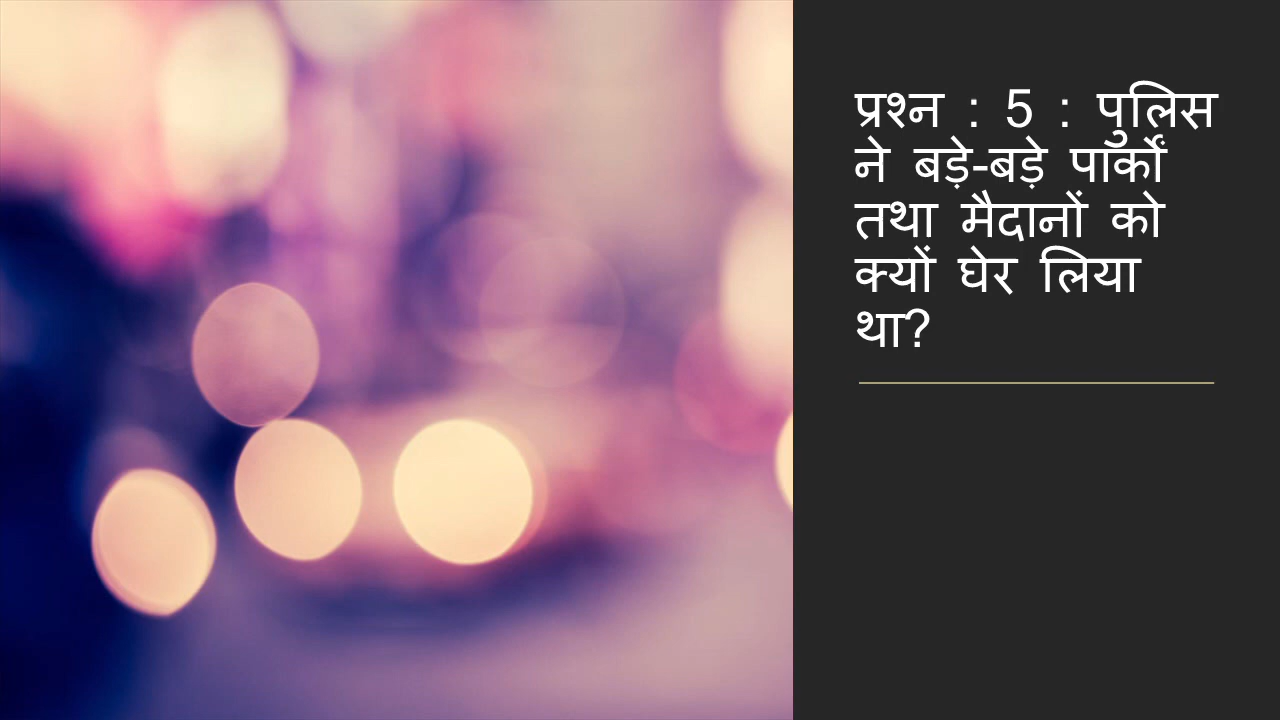 प्रश्न : 5 : पुलिस
ने बड़े-बड़े पार्कों
तथा मैदानों को
क्यों घेर लिया
था?